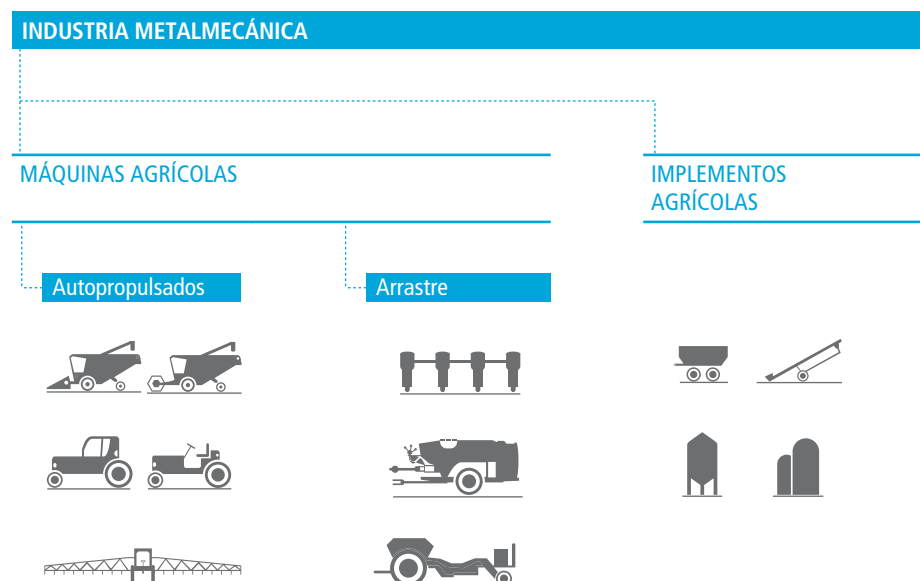 INDUSTRIA METALMECÁNICA
MÁQUINAS AGRÍCOLAS
IMPLEMENTOS
AGRÍCOLAS
Autopropulsados
Arrastre